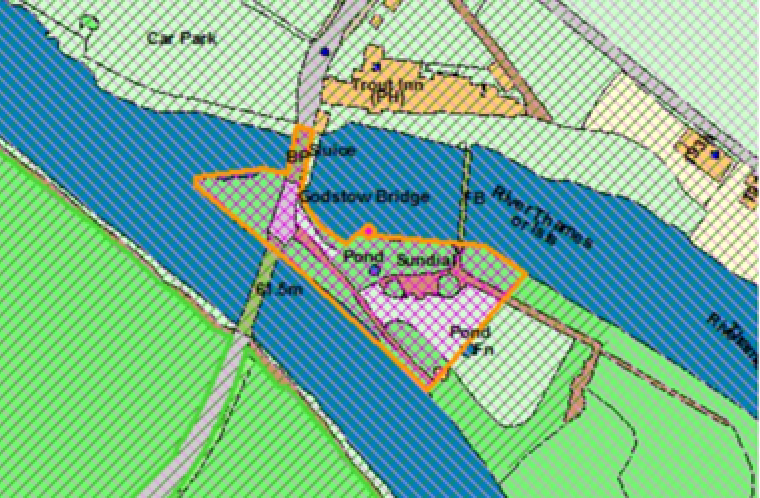 Car Park
Trout Inn
(PH)
Sluice
BP
Godstow Bridge
FB
River Thames
or Isis
Pond
Sundial
61.5m
Pond
Fn